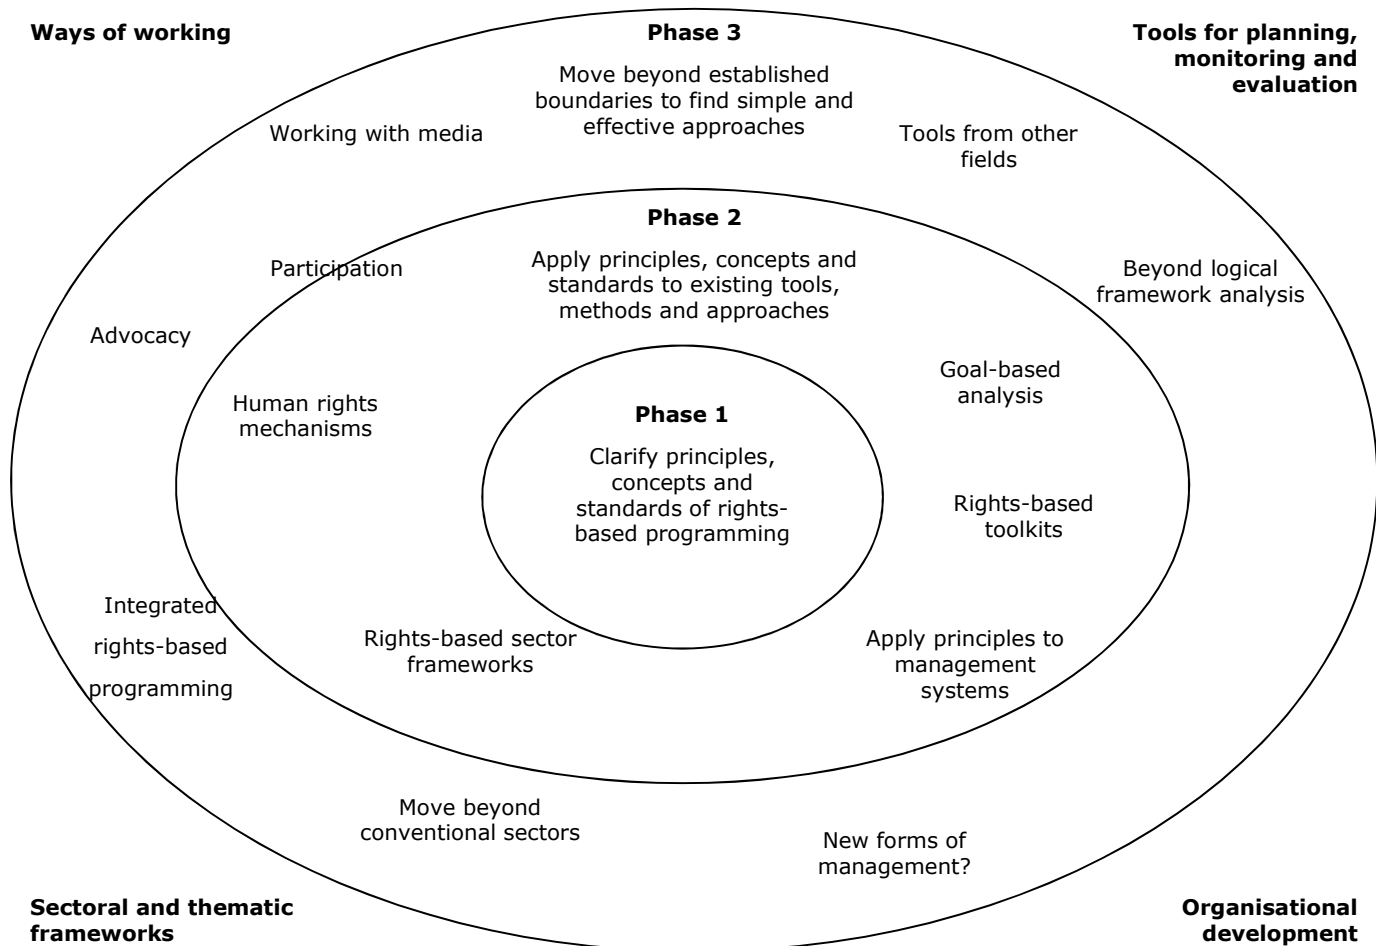 Ways of working
Phase 3
Tools for planning,
monitoring and
evaluation
Move beyond established
boundaries to find simple and
effective approaches
Working with media
Tools from other
fields
Phase 2
Apply principles, concepts and
standards to existing tools,
methods and approaches
Participation
Beyond logical
framework analysis
Advocacy
Human rights
mechanisms
Goal-based
analysis
Phase 1
Clarify principles,
concepts and
standards of rights-
based programming
Rights-based
toolkits
Integrated
rights-based
programming
Rights-based sector
frameworks
Apply principles to
management
systems
Move beyond
conventional sectors
New forms of
management?
Sectoral and thematic
frameworks
Organisational
development